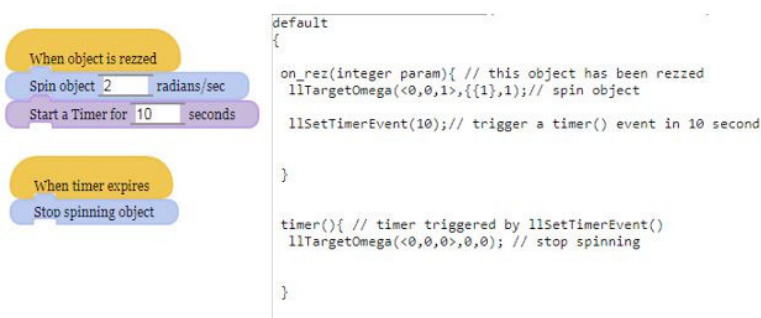 When object is rezzed
Spin object 2 radians/sec
Start a Timer for 10 seconds
When timer expires
Stop spinning object
default
{
on_rez(integer param){ // this object has been rezzed
llTargetOmega(<0,0,1>,{{1},1);// spin object
llSetTimerEvent(10);// trigger a timer() event in 10 second
}
timer(){ // timer triggered by llSetTimerEvent()
llTargetOmega(<0,0,0>,0,0); // stop spinning
}